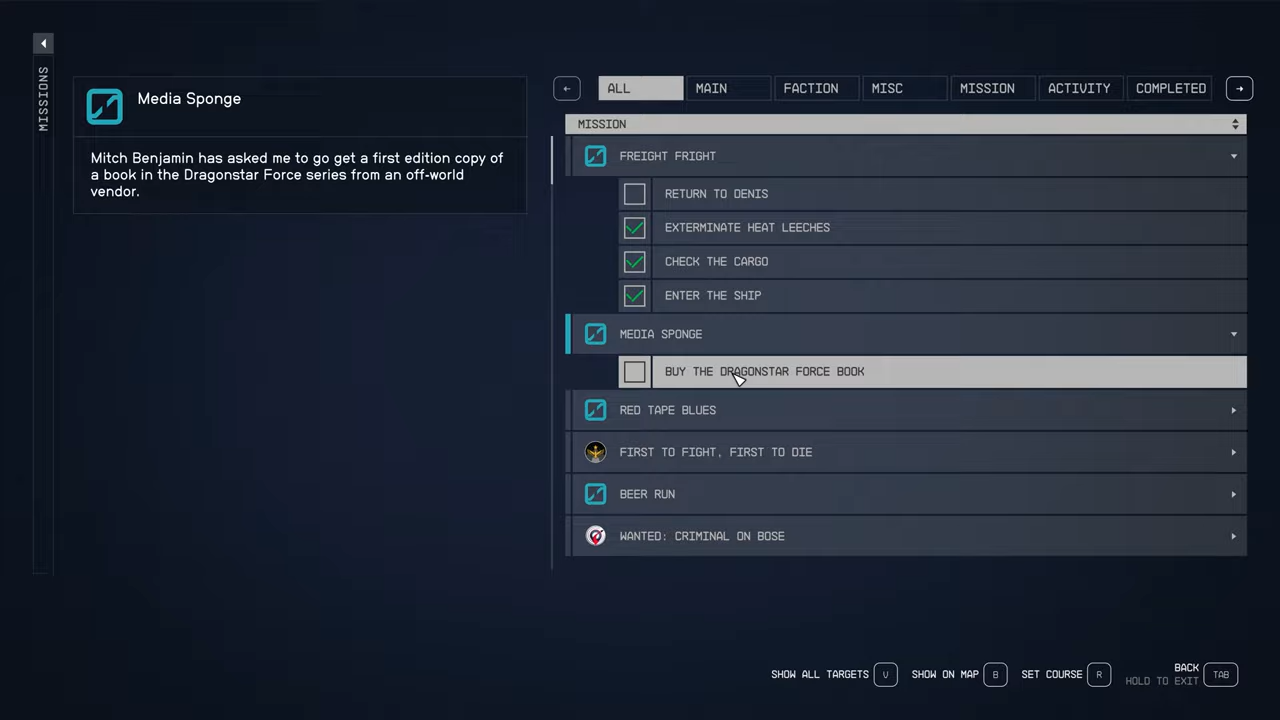 MISSIONS
Media Sponge
Mitch Benjamin has asked me to go get a first edition copy of
a book in the Dragonstar Force series from an off-world
vendor.
ALL
MAIN
FACTION
MISC
MISSION
ACTIVITY
COMPLETED
MISSION
FREIGHT FRIGHT
RETURN TO DENIS
EXTERMINATE HEAT LEECHES
CHECK THE CARGO
ENTER THE SHIP
MEDIA SPONGE
BUY THE DRAGONSTAR FORCE BOOK
RED TAPE BLUES
FIRST TO FIGHT, FIRST TO DIE
BEER RUN
WANTED: CRIMINAL ON BOSE
SHOW ALL TARGETS V
SHOW ON MAP B
SET COURSE R
BACK
HOLD TO EXIT TAB